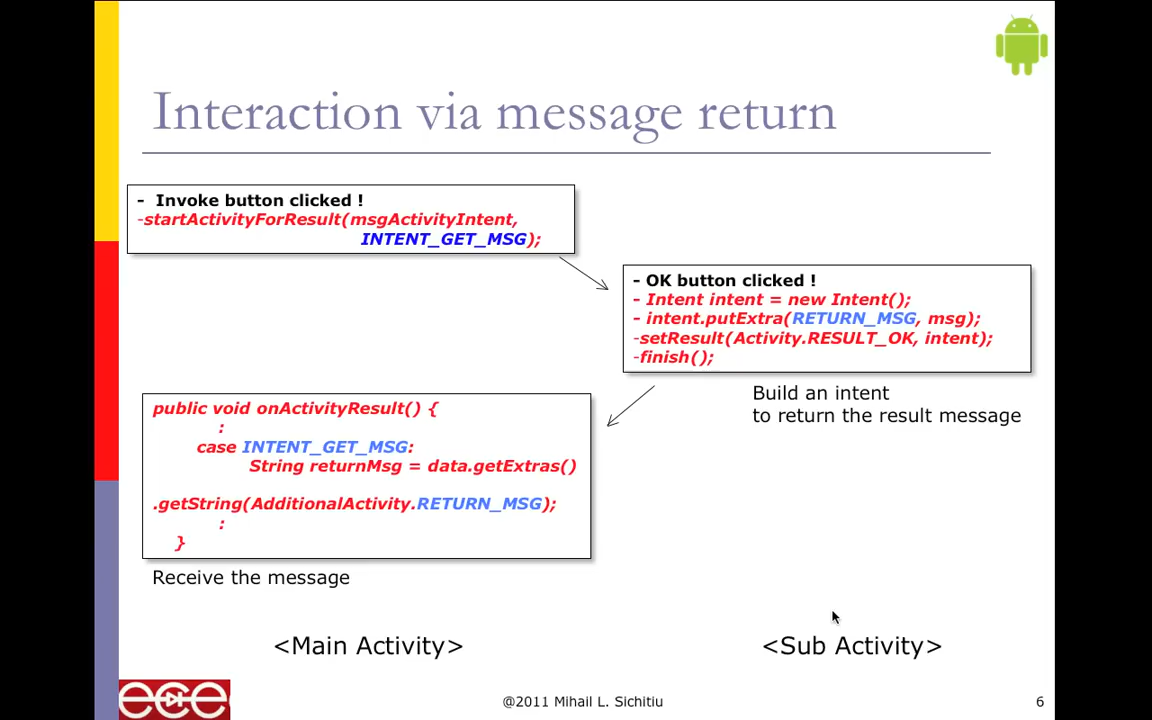 Interaction via message return
- Invoke button clicked !
-startActivityForResult(msgActivityIntent,
INTENT_GET_MSG);
- OK button clicked !
- Intent intent = new Intent();
- intent.putExtra(RETURN_MSG, msg);
-setResult(Activity.RESULT_OK, intent);
-finish();
Build an intent
to return the result message
public void onActivityResult() {
:
case INTENT_GET_MSG:
String returnMsg = data.getExtras()
.getString(AdditionalActivity.RETURN_MSG);
:
}
Receive the message
<Main Activity>
<Sub Activity>
ece
@2011 Mihail L. Sichitiu
6